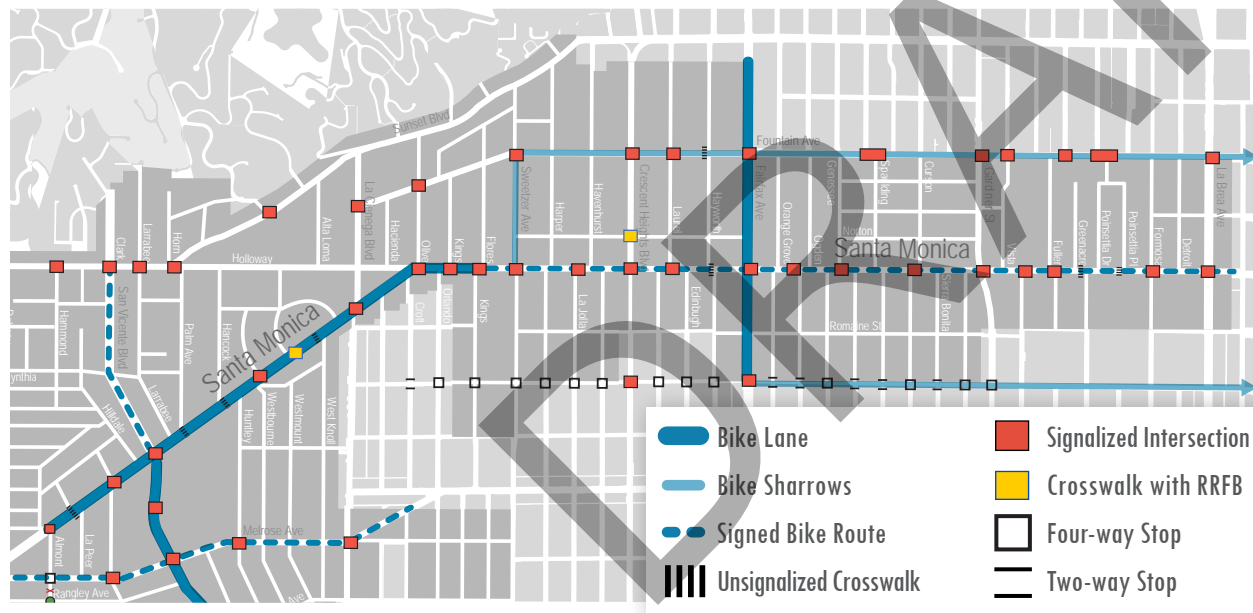 Sunset Blvd
Fountain Ave
La Cienega Blvd
Sweetzer Ave
Crescent Heights Blvd
Fairfax Ave
Genesee
Spaulding
Curson
Gardner St
La Brea Ave
Clark
Larrabee
Horn
Alta Loma
Hacienda
Olive
Kings
Flores
Harper
Havenhurst
Laurel
Hayworth
Orange Grove
Ogden
Norton
Santa Monica
Vista
Fuller
Greenacre
Poinsettia Dr
Poinsettia Pl
Formosa
Detroit
Holloway
Hammond
San Vicente Blvd
Palm Ave
Hancock
Santa Monica
Croft
Orlando
Kings
La Jolla
Edinburgh
Romaine St
Sierra Bonita
ynthia
Hilldale
Larrabee
Huntley
Westbourne
Westmount
West Knoll
Melrose Ave
Almont
La Peer
Rangley Ave
Ave
DRA
Bike Lane
Bike Sharrows
Signed Bike Route
Unsignalized Crosswalk
Signalized Intersection
Crosswalk with RRFB
Four-way Stop
Two-way Stop